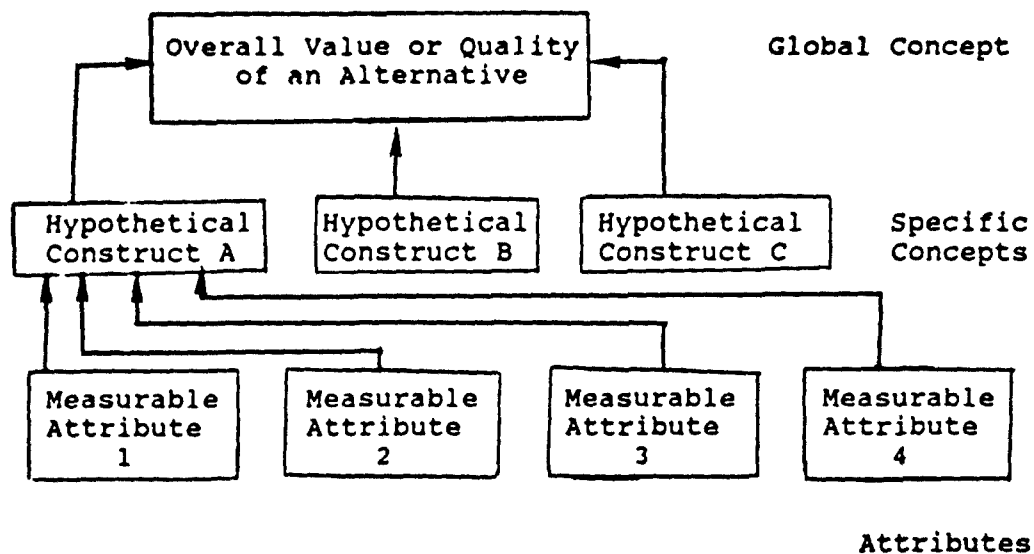 Overall Value or Quality
of an Alternative
Global Concept
Hypothetical
Construct A
Hypothetical
Construct B
Hypothetical
Construct C
Specific
Concepts
Measurable
Attribute
1
Measurable
Attribute
2
Measurable
Attribute
3
Measurable
Attribute
4
Attributes